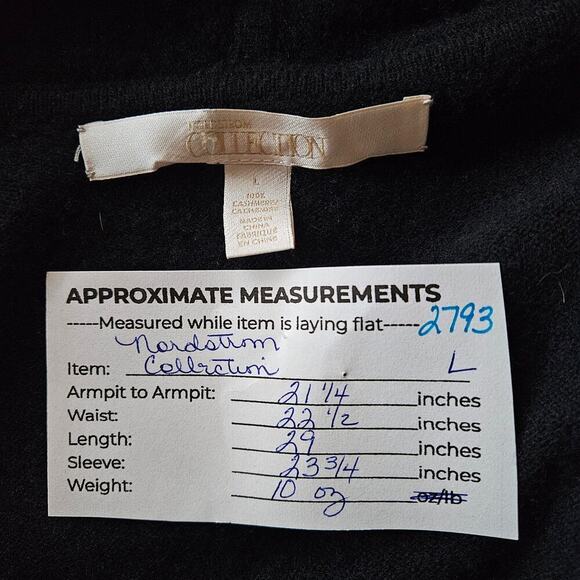 NORDSTROM
COLLECTION
L
100%
CASHMERE/
CACHEMIRE
MADE IN
CHINA
FABRIQUÉ
EN CHINE
APPROXIMATE MEASUREMENTS
-----Measured while item is laying flat----- 2793
Nordstrom
Item: Collection L
Armpit to Armpit: 21 1/4 inches
Waist: 22 1/2 inches
Length: 29 inches
Sleeve: 23 3/4 inches
Weight: 10 oz oz/lb